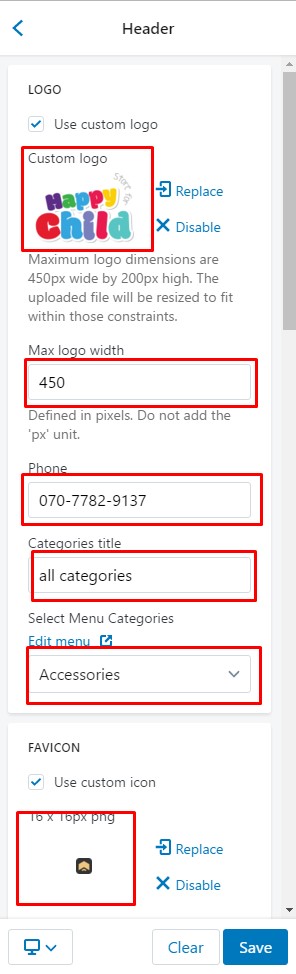 Header
LOGO
Use custom logo
Custom logo
Store for
Happy
Child
Replace
Disable
Maximum logo dimensions are
450px wide by 200px high. The
uploaded file will be resized to fit
within those constraints.
Max logo width
450
Defined in pixels. Do not add the
'px' unit.
Phone
070-7782-9137
Categories title
all categories
Select Menu Categories
Edit menu
Accessories
FAVICON
Use custom icon
16 x 16px png
Replace
Disable
Clear
Save